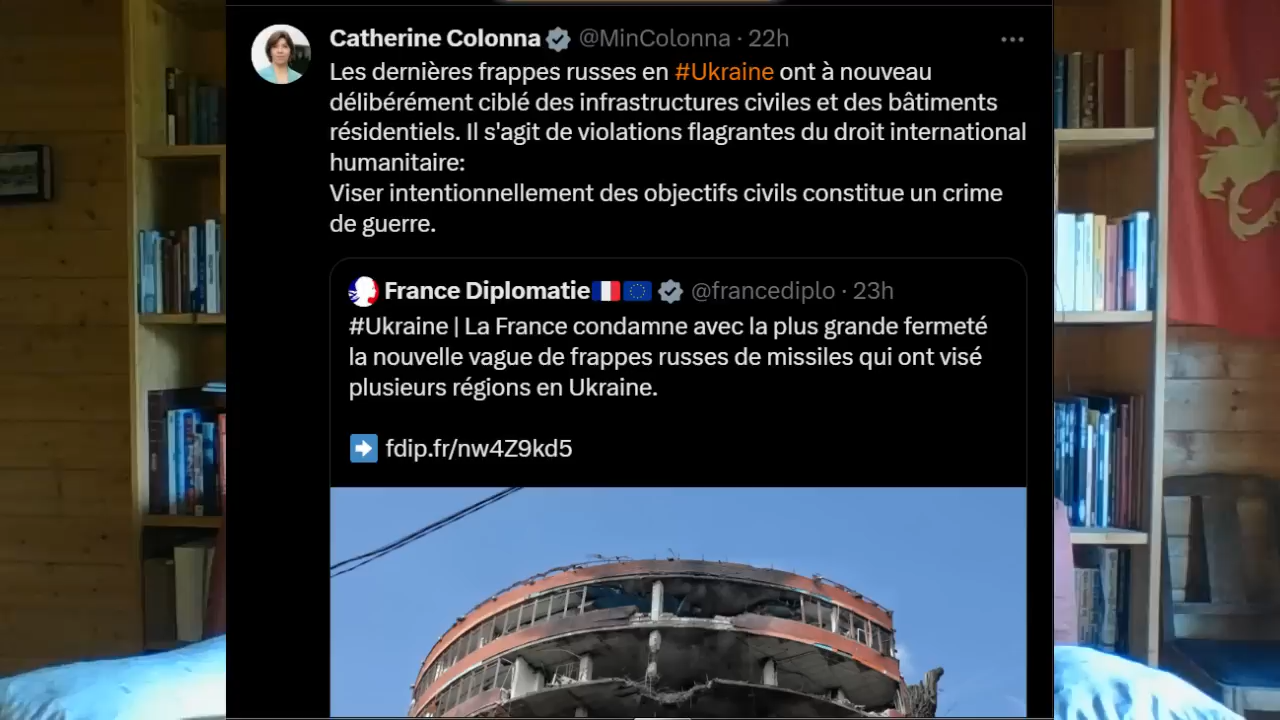 Catherine Colonna @MinColonna · 22h
Les dernières frappes russes en #Ukraine ont à nouveau
délibérément ciblé des infrastructures civiles et des bâtiments
résidentiels. Il s'agit de violations flagrantes du droit international
humanitaire:
Viser intentionnellement des objectifs civils constitue un crime
de guerre.
France Diplomatie🇫🇷🇪🇺 @francediplo · 23h
#Ukraine | La France condamne avec la plus grande fermeté
la nouvelle vague de frappes russes de missiles qui ont visé
plusieurs régions en Ukraine.
➡️ fdip.fr/nw4Z9kd5